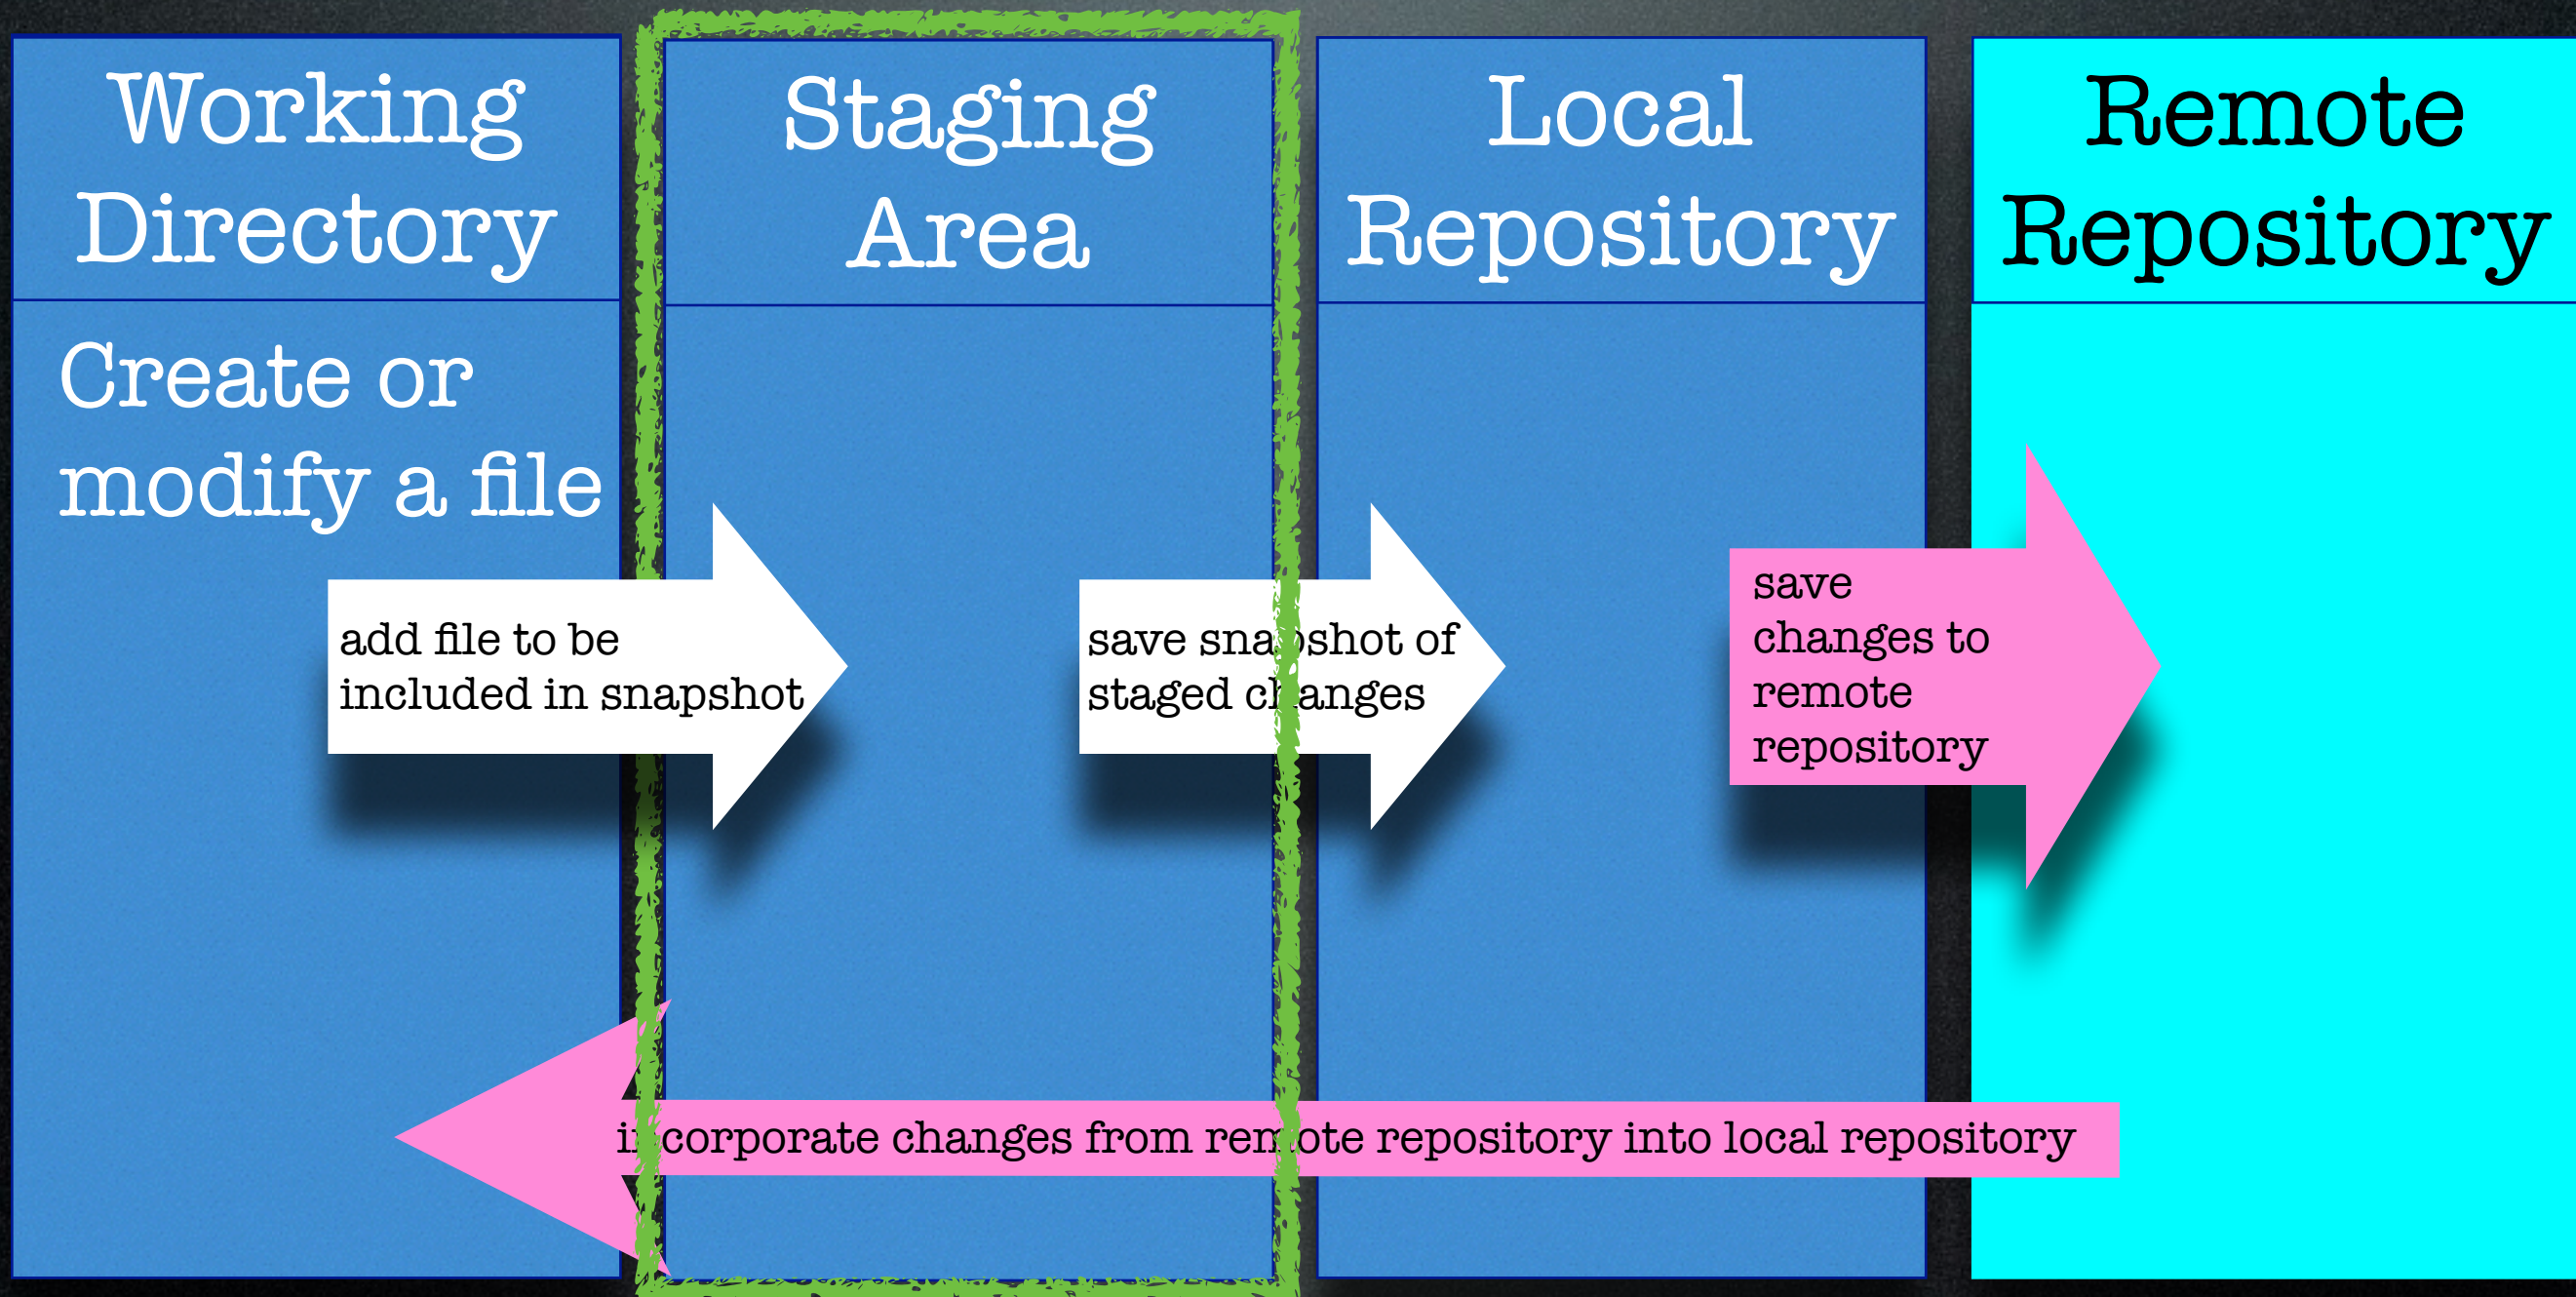 Working
Directory
Staging
Area
Local
Repository
Remote
Repository
Create or
modify a file
add file to be
included in snapshot
save snapshot of
staged changes
save
changes to
remote
repository
incorporate changes from remote repository into local repository